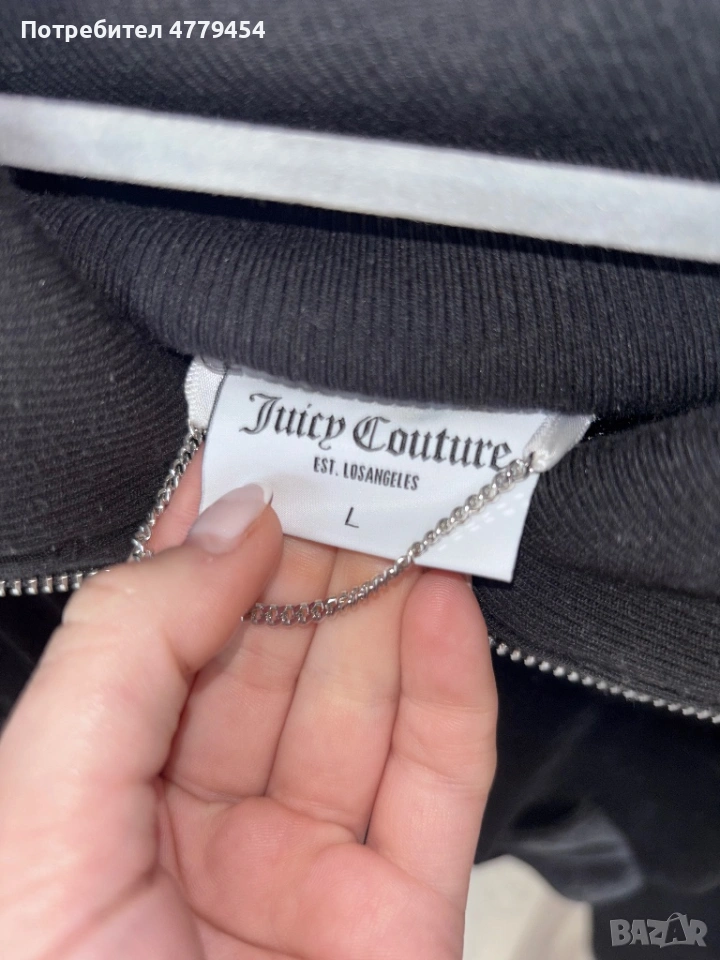 Потребител 4779454
Juicy Couture
EST. LOSANGELES
L
BAZAR